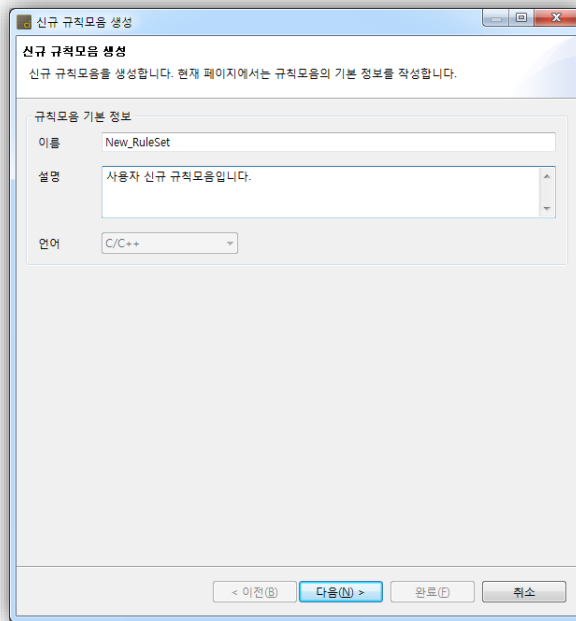 신규 규칙모음 생성
신규 규칙모음 생성
신규 규칙모음을 생성합니다. 현재 페이지에서는 규칙모음의 기본 정보를 작성합니다.
규칙모음 기본 정보
이름 New_RuleSet
설명 사용자 신규 규칙모음입니다.
언어 C/C++
< 이전(B) 다음(N) > 완료(F) 취소